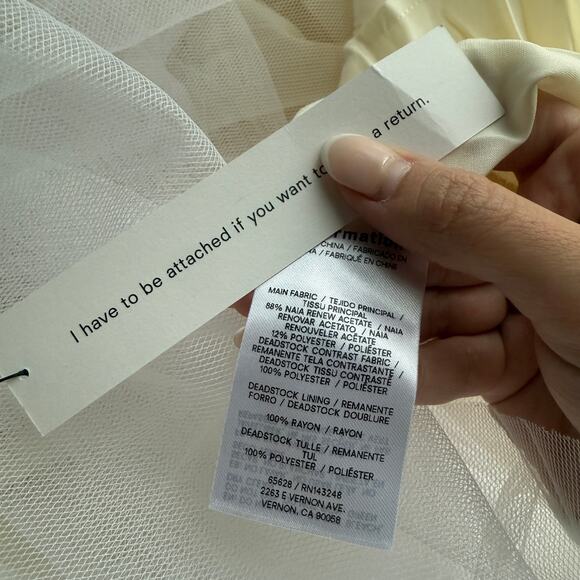 I have to be attached if you want to a return.
rmation
CHINA / FABRICADO EN
NA / FABRIQUÉ EN CHINE
MAIN FABRIC / TEJIDO PRINCIPAL /
TISSU PRINCIPAL
88% NAIA RENEW ACETATE / NAIA
RENOVAR ACETATO / NAIA
RENOUVELER ACÉTATE
12% POLYESTER / POLIÉSTER
DEADSTOCK CONTRAST FABRIC /
REMANENTE TELA CONTRASTANTE /
DEADSTOCK TISSU CONTRASTÉ
100% POLYESTER / POLIÉSTER
DEADSTOCK LINING / REMANENTE
FORRO / DEADSTOCK DOUBLURE
100% RAYON / RAYON
DEADSTOCK TULLE / REMANENTE
TUL
100% POLYESTER / POLIÉSTER
65628 / RN143248
2263 E VERNON AVE.
VERNON, CA 90058